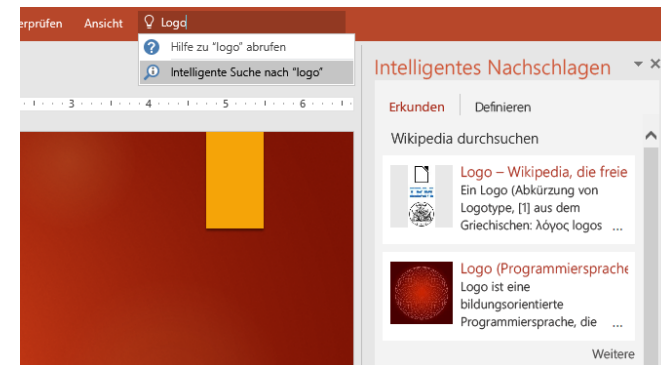 erprüfen Ansicht Logo
Hilfe zu "logo" abrufen
Intelligente Suche nach "logo"
3 4 5 6
Intelligentes Nachschlagen
Erkunden Definieren
Wikipedia durchsuchen
Logo – Wikipedia, die freie
Ein Logo (Abkürzung von
Logotype, [1] aus dem
Griechischen: λόγος logos ...
IBM
Logo (Programmiersprache
Logo ist eine
bildungsorientierte
Programmiersprache, die ...
Weitere